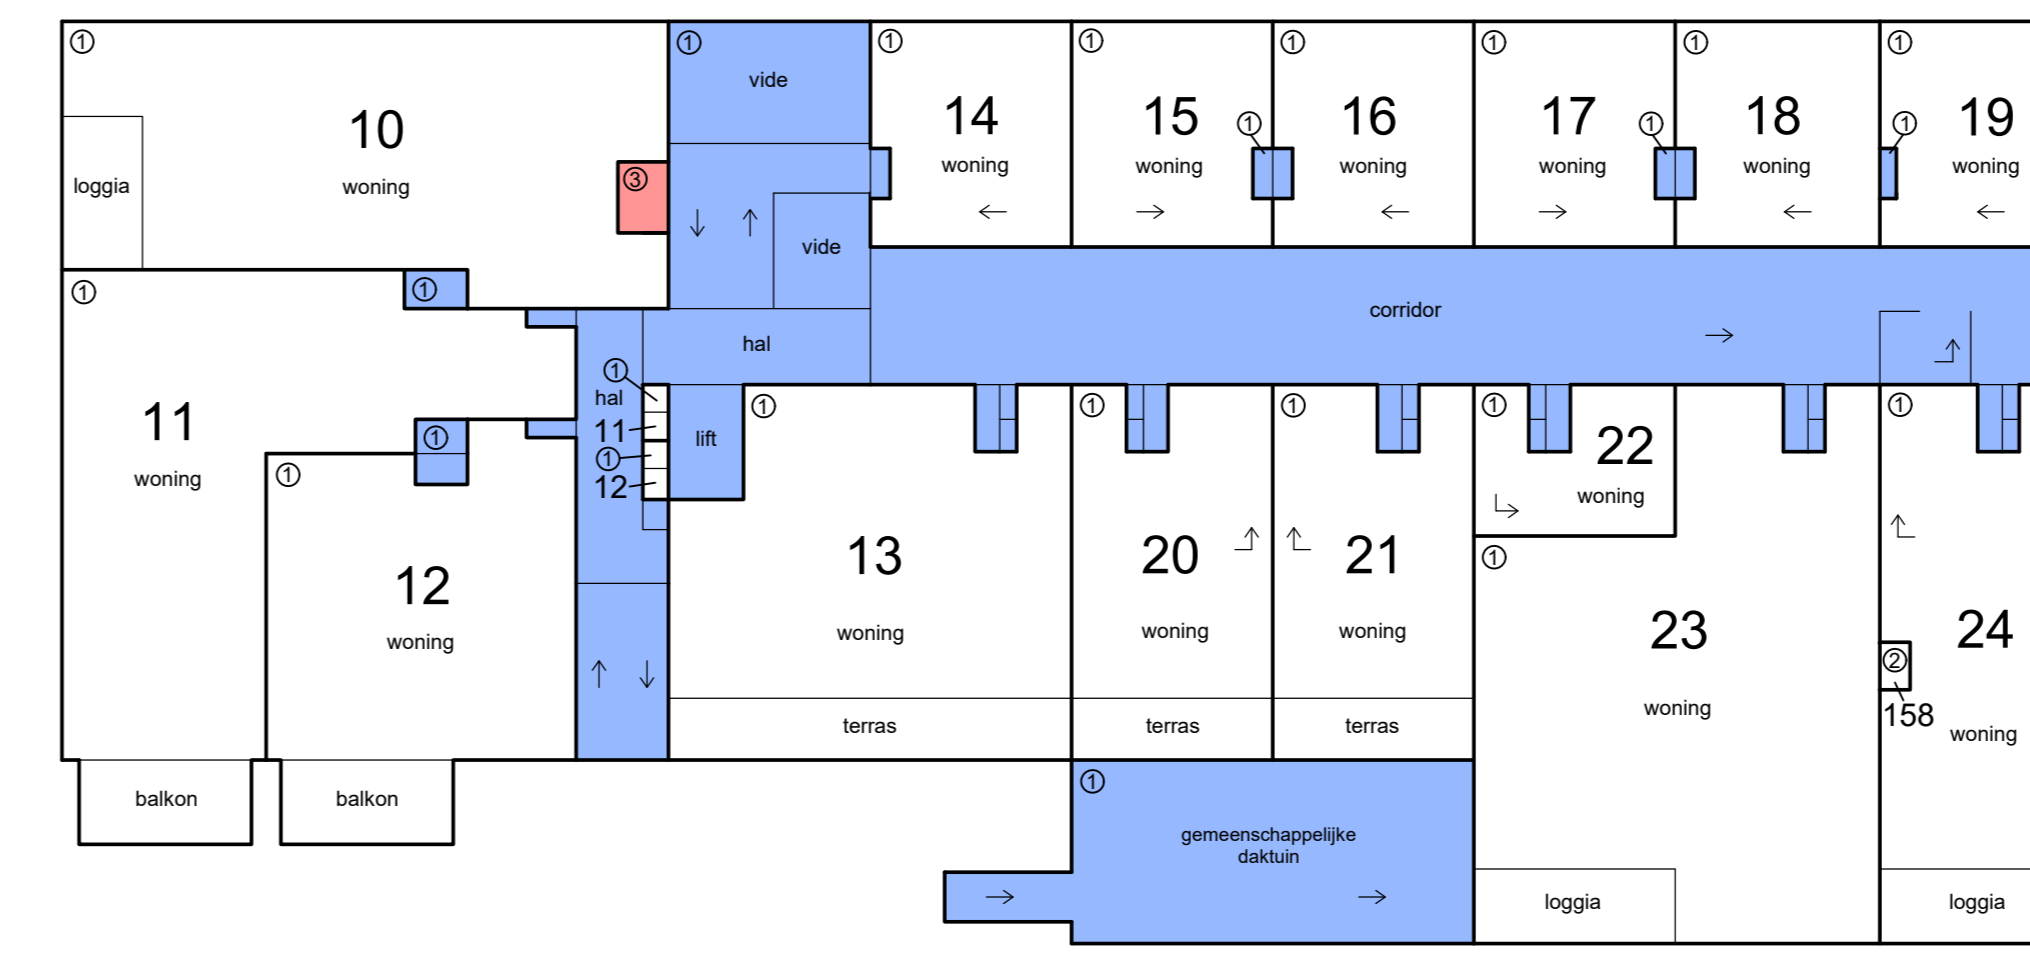 ①
①
①
①
①
①
①
①
vide
10
woning
loggia
③
14
woning
15
woning
①
16
woning
17
woning
①
18
woning
①
19
woning
vide
①
①
corridor
hal
①
hal
11
①
12
lift
11
woning
①
①
12
woning
①
13
woning
①
20
woning
①
21
woning
①
22
woning
①
23
woning
①
24
woning
②
158
terras
terras
terras
balkon
balkon
①
gemeenschappelijke
daktuin
loggia
loggia